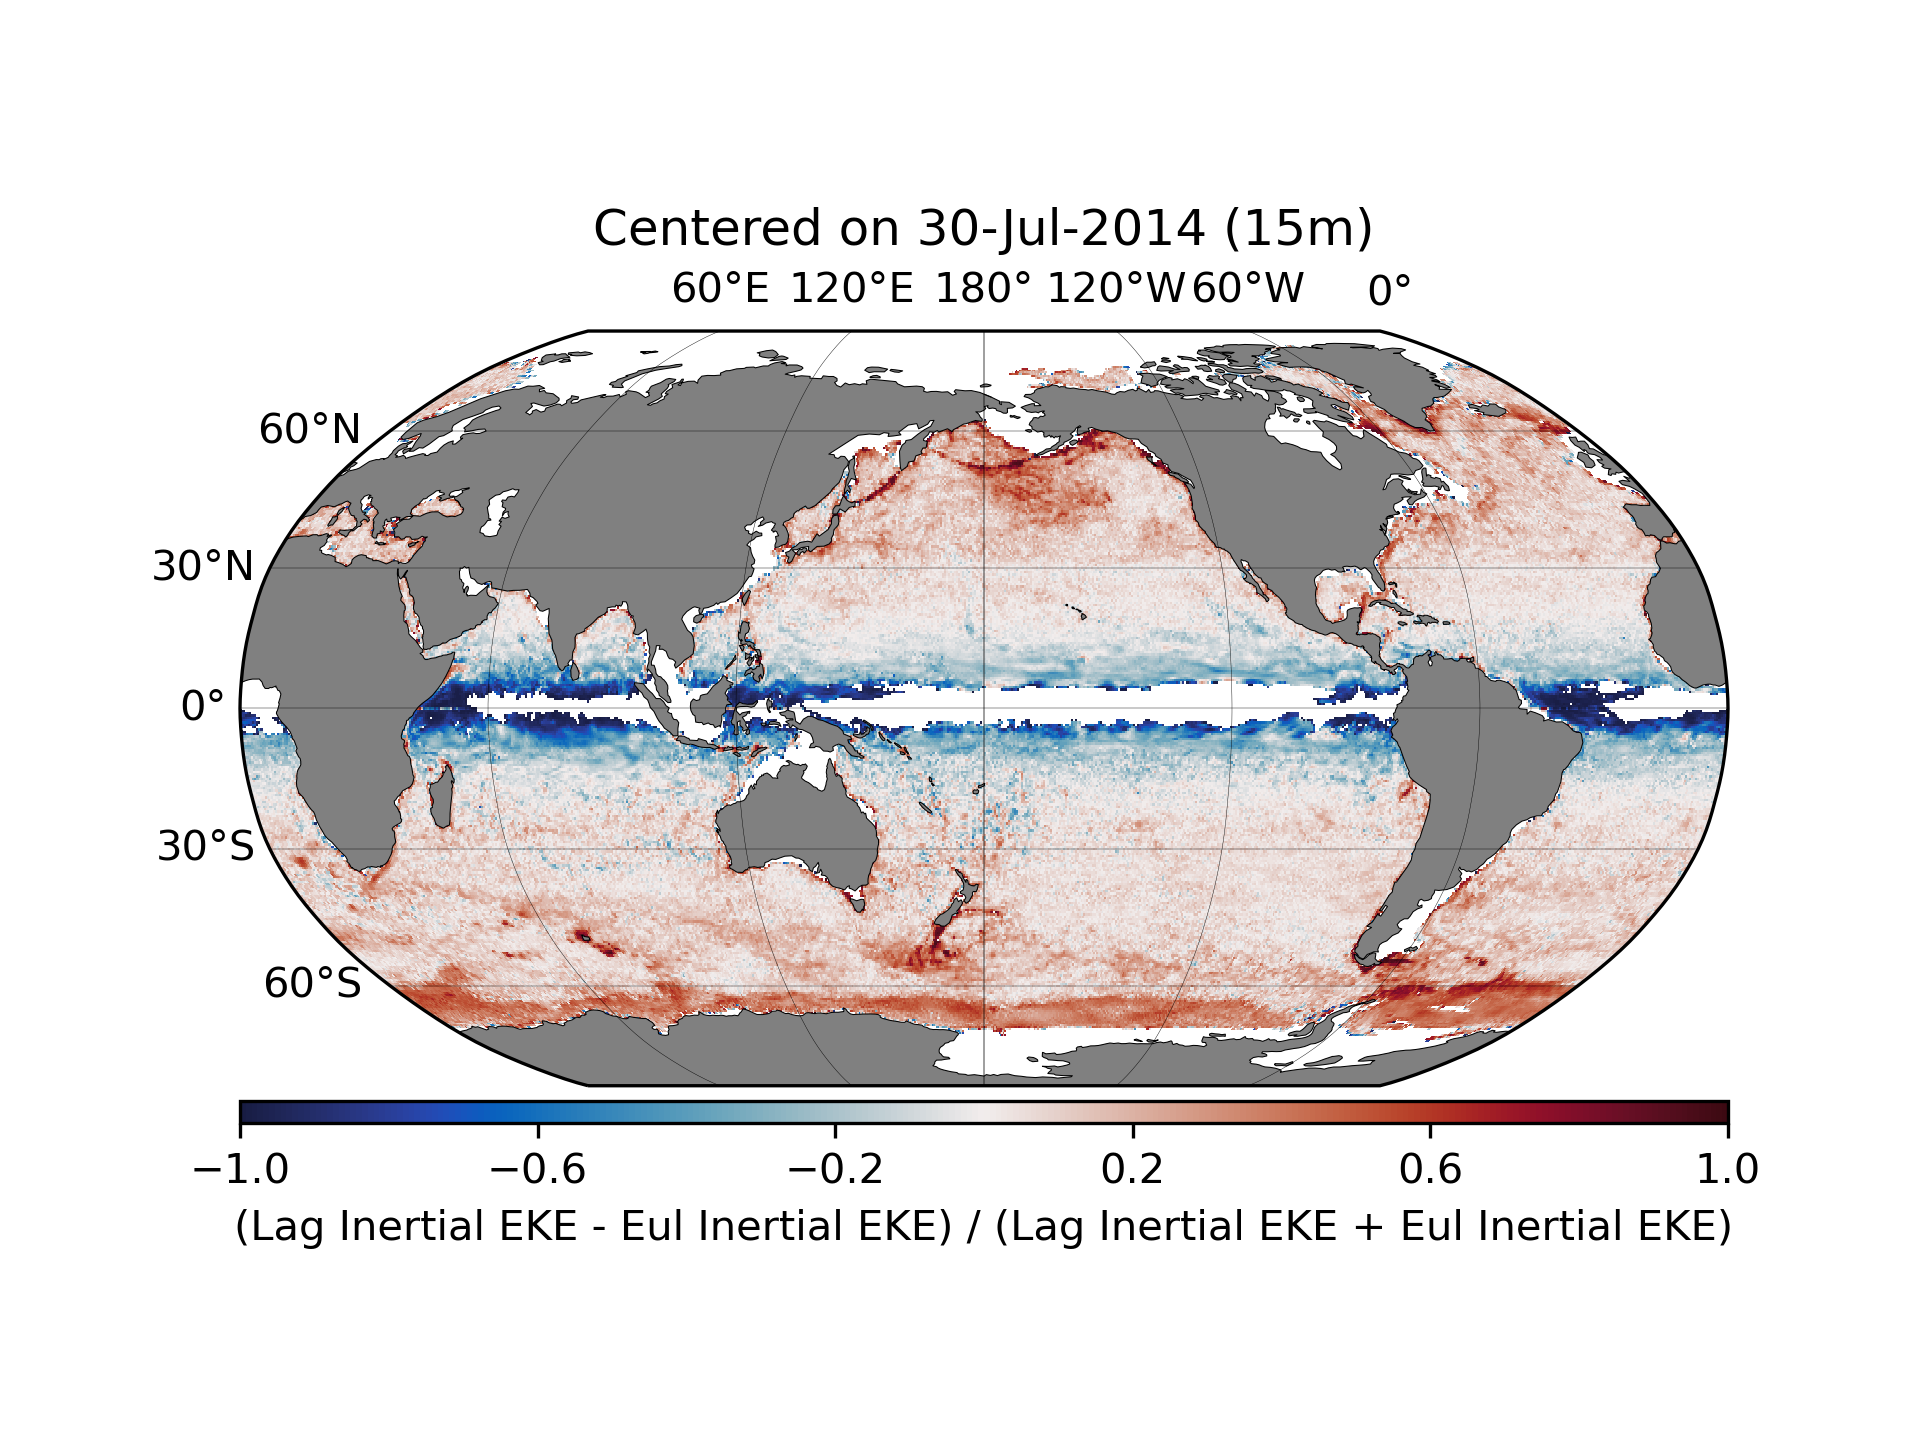 Centered on 30-Jul-2014 (15m)
60°E 120°E 180° 120°W 60°W 0°
60°N
30°N
0°
30°S
60°S
−1.0 −0.6 −0.2 0.2 0.6 1.0
(Lag Inertial EKE - Eul Inertial EKE) / (Lag Inertial EKE + Eul Inertial EKE)